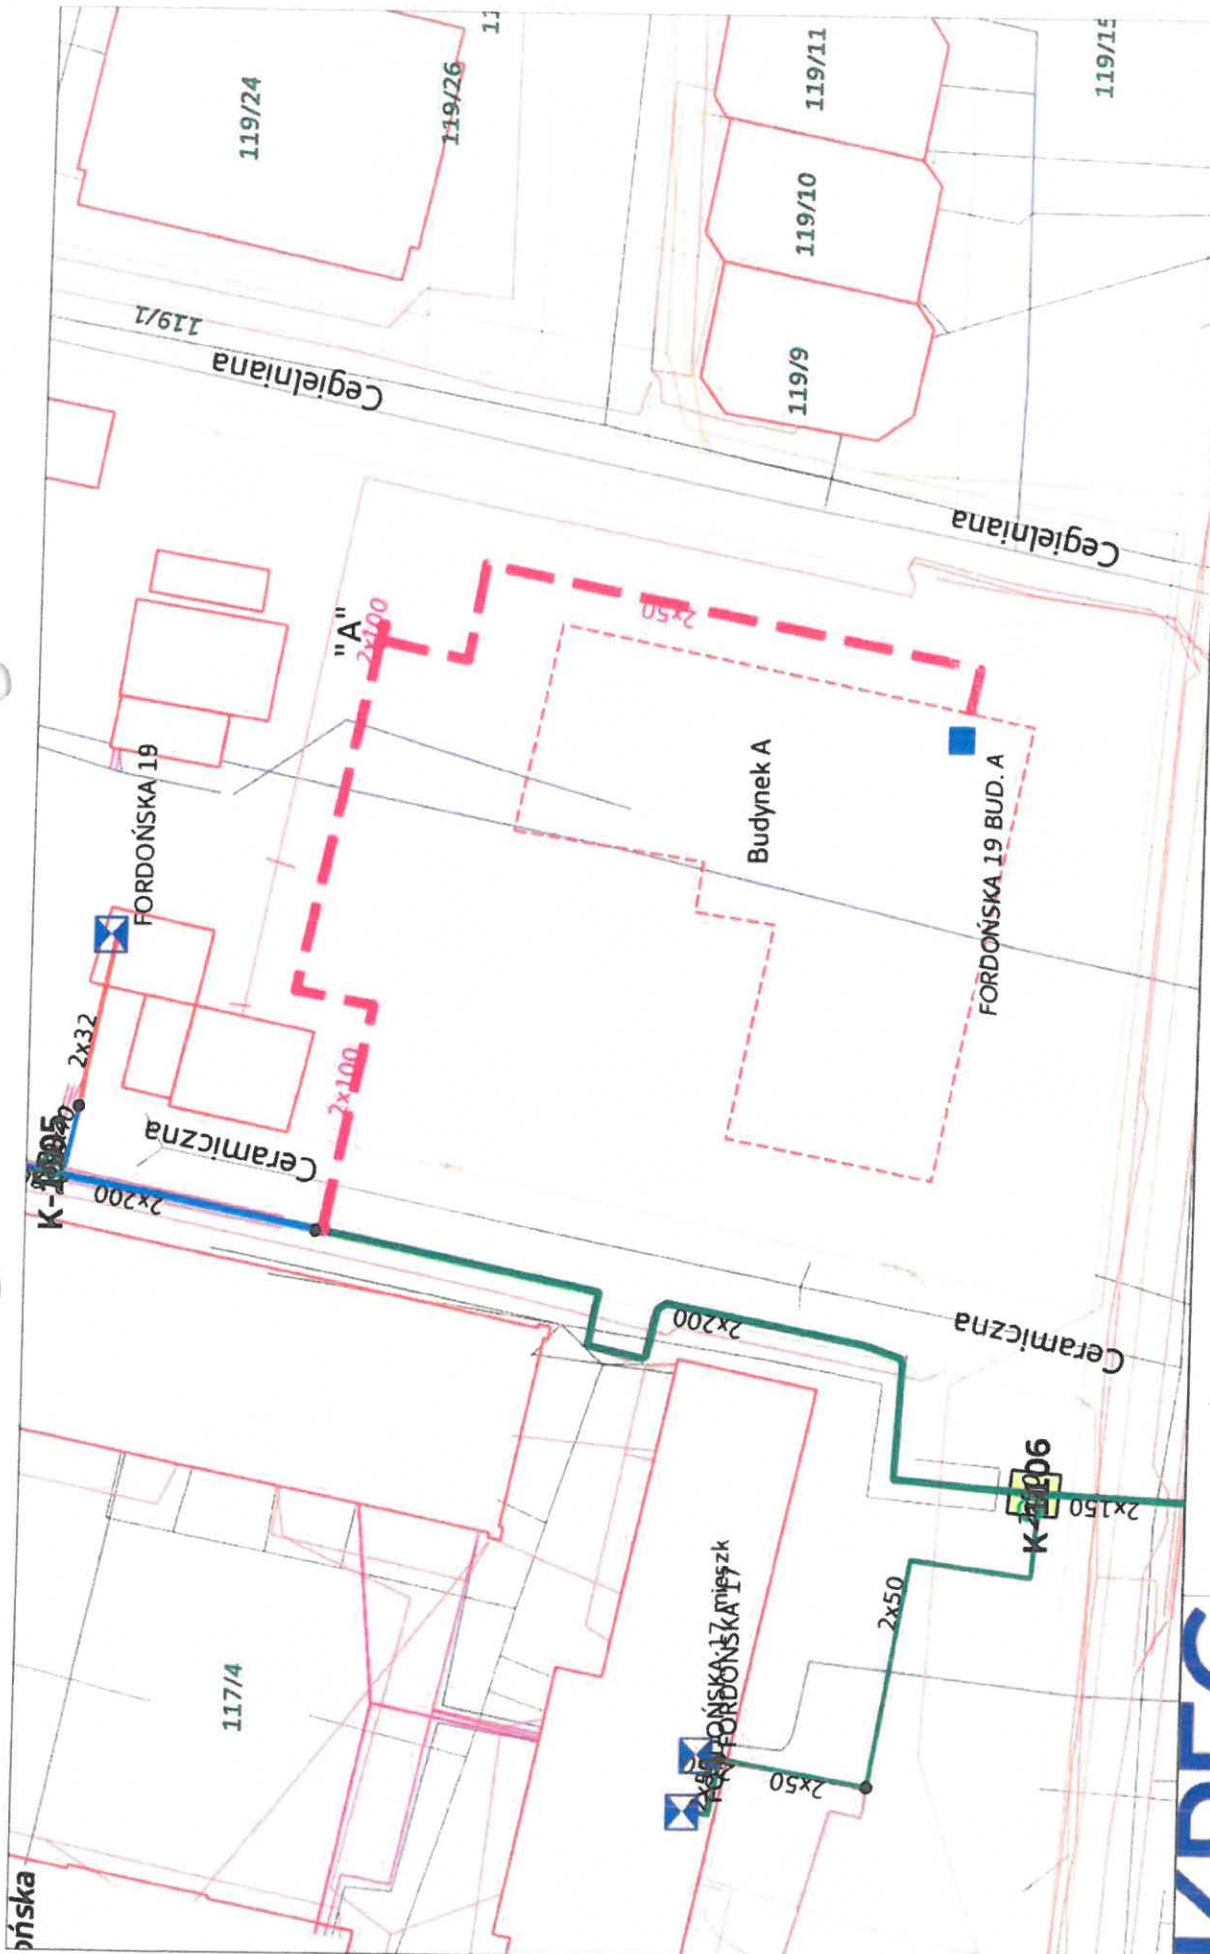 119/24
119/26
119/11
119/10
119/9
119/15
11
119/1
Cegielniana
Cegielniana
"A"
2x100
2x50
FORDOŃSKA 19
2x32
2x200
Ceramiczna
2x100
Budynek A
FORDOŃSKA 19 BUD. A
2x200
Ceramiczna
2x150
2x50
FORDOŃSKA 17
mieszk
2x50
117/4
ońska